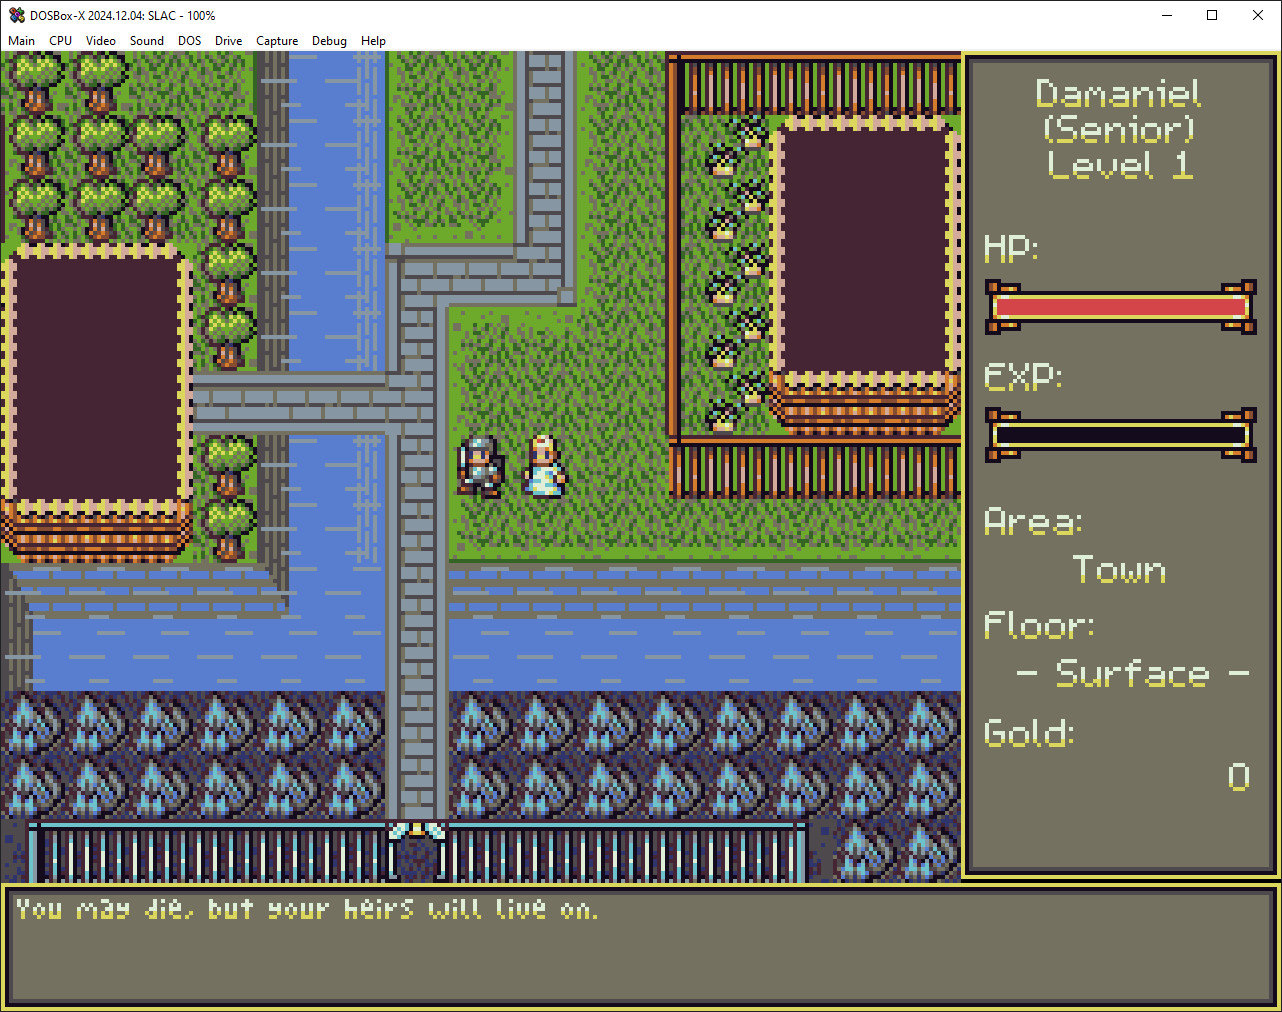 DOSBox-X 2024.12.04: SLAC - 100%
Main CPU Video Sound DOS Drive Capture Debug Help
Damaniel
(Senior)
Level 1
HP:
EXP:
Area:
Town
Floor:
- Surface -
Gold:
0
You may die, but your heirs will live on.